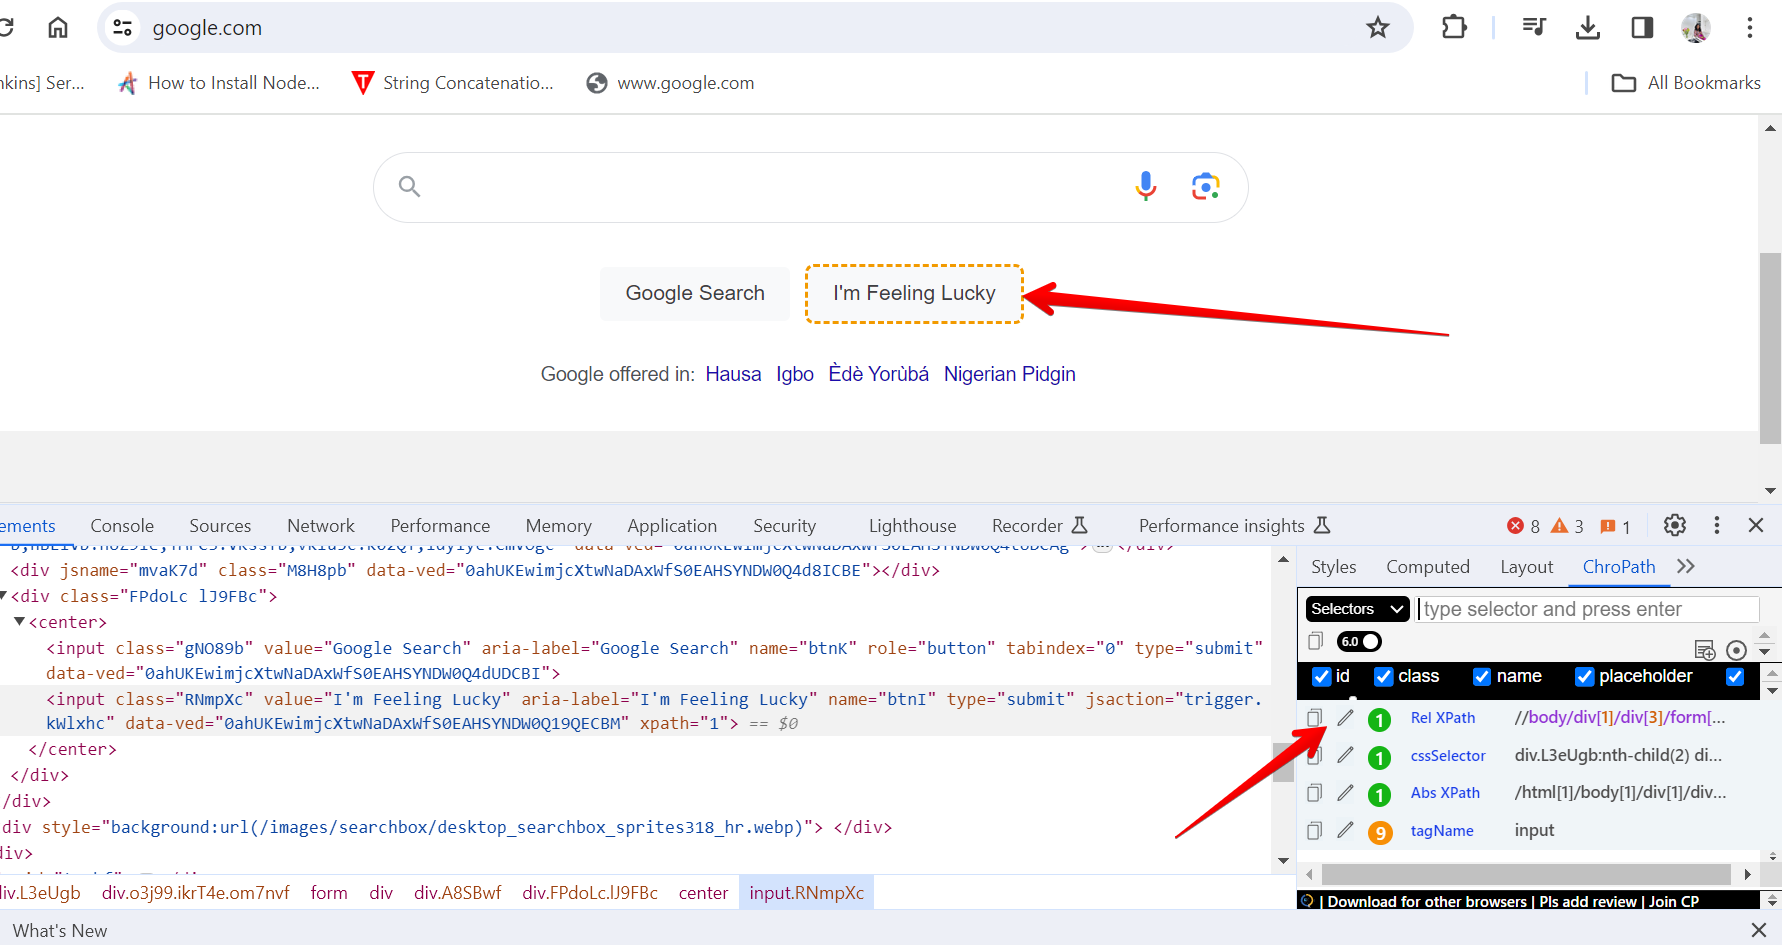 google.com
nkins] Ser...
How to Install Node...
String Concatenatio...
www.google.com
All Bookmarks
Google Search
I'm Feeling Lucky
Google offered in: Hausa Igbo Èdè Yorùbá Nigerian Pidgin
ements Console Sources Network Performance Memory Application Security Lighthouse Recorder Performance insights 8 3 1
<div jsname="mvaK7d" class="M8H8pb" data-ved="0ahUKEwimjcXtwNaDAxWfS0EAHSYNDW0Q4d8ICBE"></div>
<div class="FPdoLc lJ9FBc">
<center>
<input class="gNO89b" value="Google Search" aria-label="Google Search" name="btnK" role="button" tabindex="0" type="submit"
data-ved="0ahUKEwimjcXtwNaDAxWfS0EAHSYNDW0Q4dUDCBI">
<input class="RNmpXc" value="I'm Feeling Lucky" aria-label="I'm Feeling Lucky" name="btnI" type="submit" jsaction="trigger.
kWlxhc" data-ved="0ahUKEwimjcXtwNaDAxWfS0EAHSYNDW0Q19QECBM" xpath="1"> == $0
</center>
</div>
/div>
div style="background:url(/images/searchbox/desktop_searchbox_sprites318_hr.webp)"> </div>
div>
div.L3eUgb div.o3j99.ikrT4e.om7nvf form div div.A8SBwf div.FPdoLc.lJ9FBc center input.RNmpXc
What's New
Styles Computed Layout ChroPath
Selectors type selector and press enter
6.0
id class name placeholder
1 Rel XPath //body/div[1]/div[3]/form[...
1 cssSelector div.L3eUgb:nth-child(2) di...
1 Abs XPath /html[1]/body[1]/div[1]/div...
9 tagName input
| Download for other browsers | Pls add review | Join CP